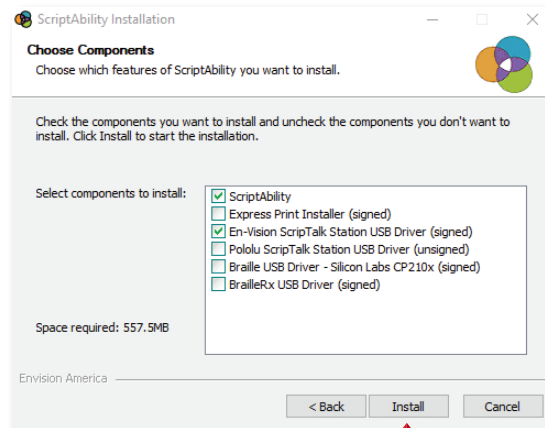 ScriptAbility Installation
Choose Components
Choose which features of ScriptAbility you want to install.
Check the components you want to install and uncheck the components you don't want to
install. Click Install to start the installation.
Select components to install:
ScriptAbility
Express Print Installer (signed)
En-Vision ScripTalk Station USB Driver (signed)
Pololu ScripTalk Station USB Driver (unsigned)
Braille USB Driver - Silicon Labs CP210x (signed)
BrailleRx USB Driver (signed)
Space required: 557.5MB
Envision America
< Back
Install
Cancel